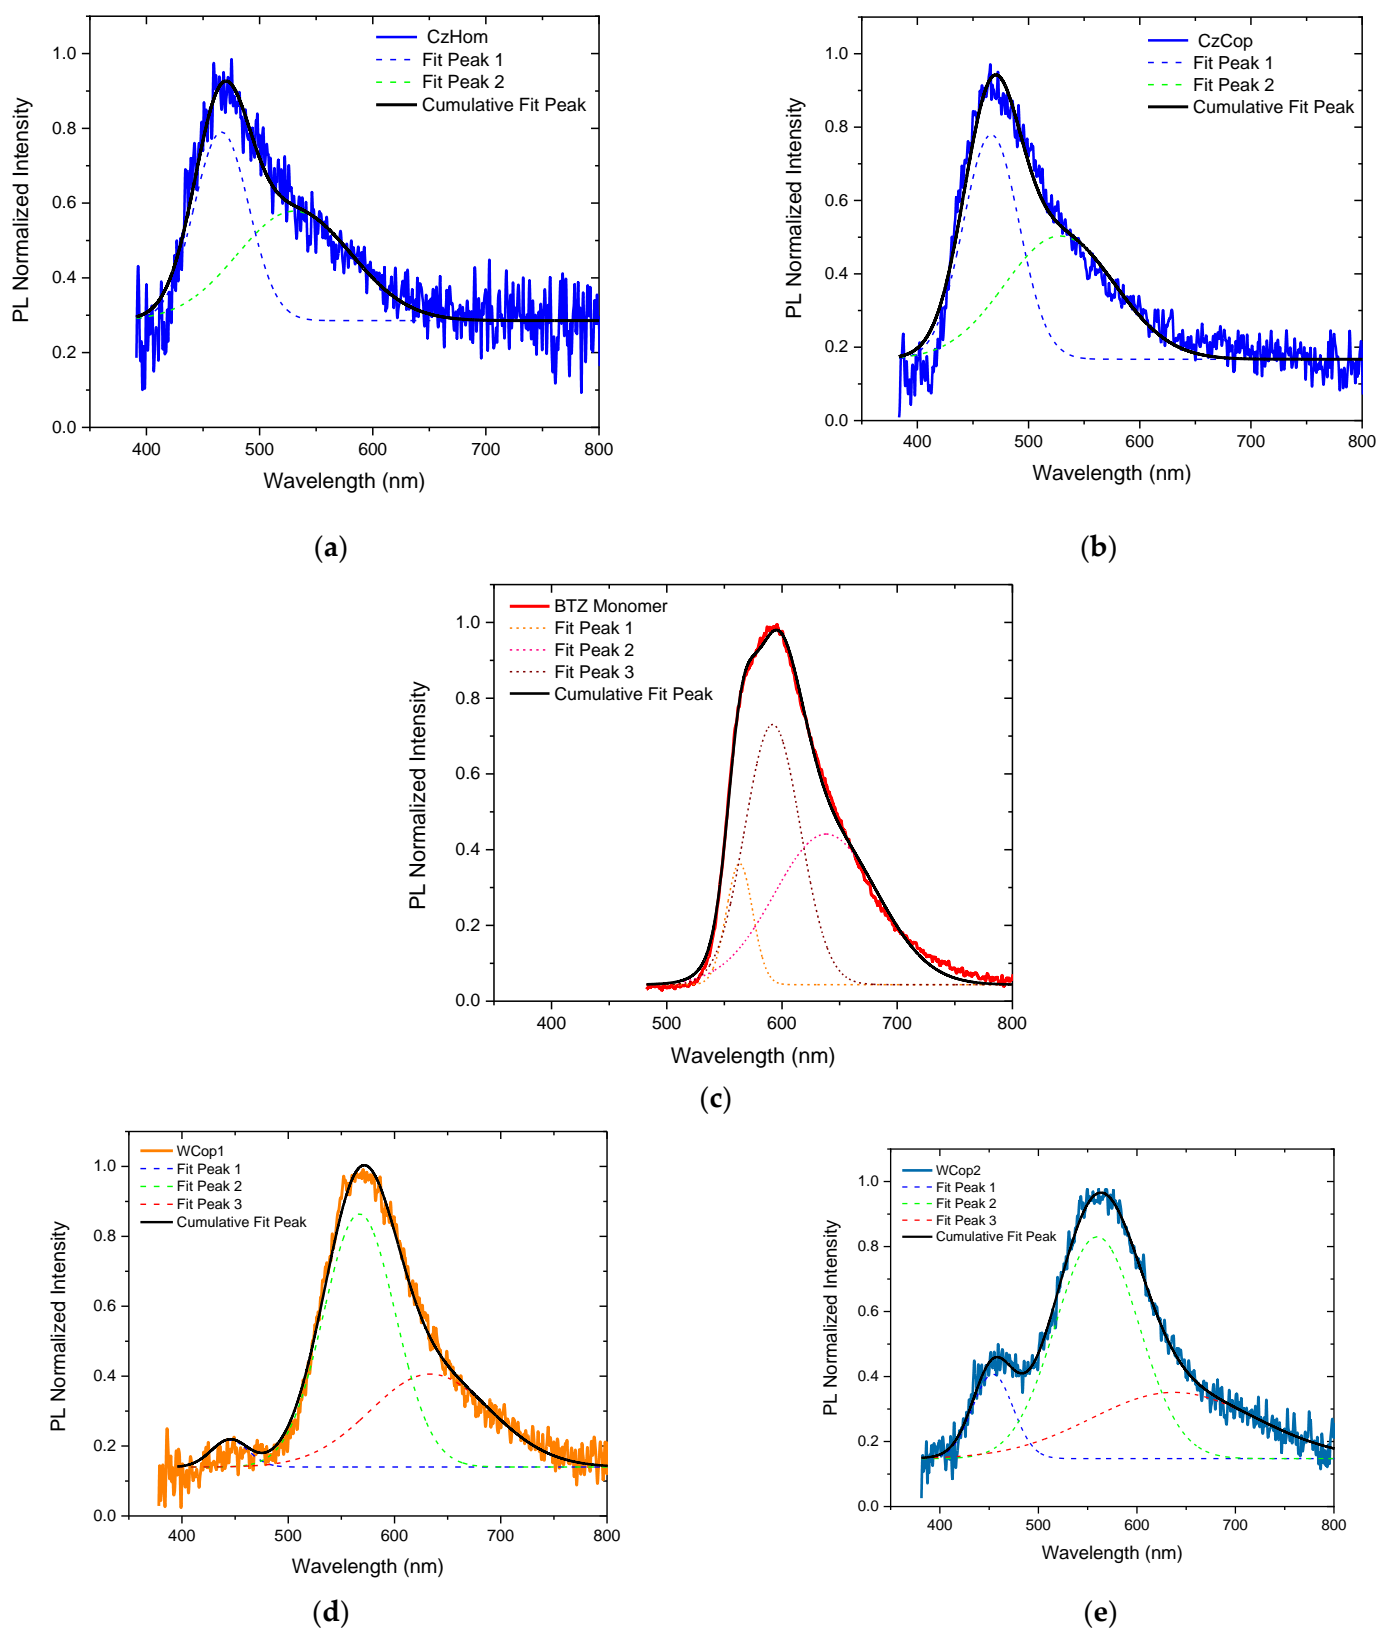 CzHom
Fit Peak 1
Fit Peak 2
Cumulative Fit Peak
PL Normalized Intensity
1.0
0.8
0.6
0.4
0.2
0.0
400 500 600 700 800
Wavelength (nm)
(a)
CzCop
Fit Peak 1
Fit Peak 2
Cumulative Fit Peak
PL Normalized Intensity
1.0
0.8
0.6
0.4
0.2
0.0
400 500 600 700 800
Wavelength (nm)
(b)
BTZ Monomer
Fit Peak 1
Fit Peak 2
Fit Peak 3
Cumulative Fit Peak
PL Normalized Intensity
1.0
0.8
0.6
0.4
0.2
0.0
400 500 600 700 800
Wavelength (nm)
(c)
WCop1
Fit Peak 1
Fit Peak 2
Fit Peak 3
Cumulative Fit Peak
PL Normalized Intensity
1.0
0.8
0.6
0.4
0.2
0.0
400 500 600 700 800
Wavelength (nm)
(d)
WCop2
Fit Peak 1
Fit Peak 2
Fit Peak 3
Cumulative Fit Peak
PL Normalized Intensity
1.0
0.8
0.6
0.4
0.2
0.0
400 500 600 700 800
Wavelength (nm)
(e)